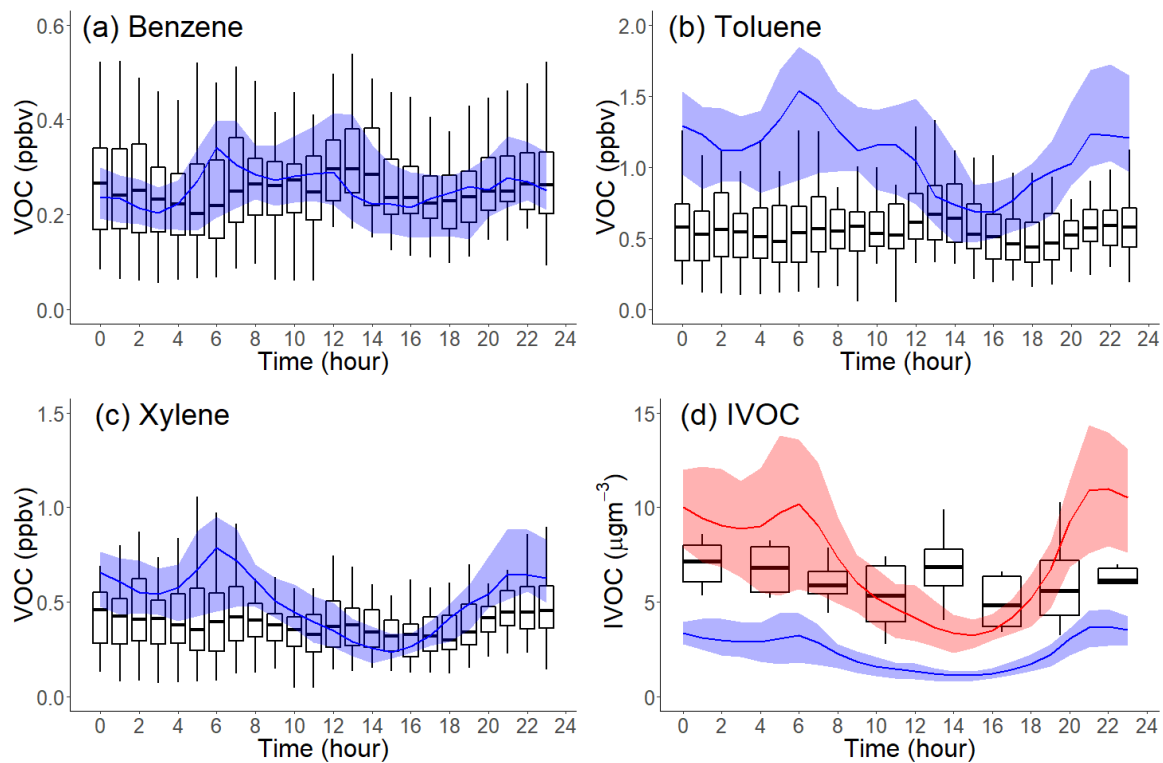 (a) Benzene
VOC (ppbv)
0.6
0.4
0.2
0.0
0 2 4 6 8 10 12 14 16 18 20 22 24
Time (hour)
(b) Toluene
VOC (ppbv)
2.0
1.5
1.0
0.5
0.0
0 2 4 6 8 10 12 14 16 18 20 22 24
Time (hour)
(c) Xylene
VOC (ppbv)
1.5
1.0
0.5
0.0
0 2 4 6 8 10 12 14 16 18 20 22 24
Time (hour)
(d) IVOC
IVOC (μgm⁻³)
15
10
5
0
0 2 4 6 8 10 12 14 16 18 20 22 24
Time (hour)